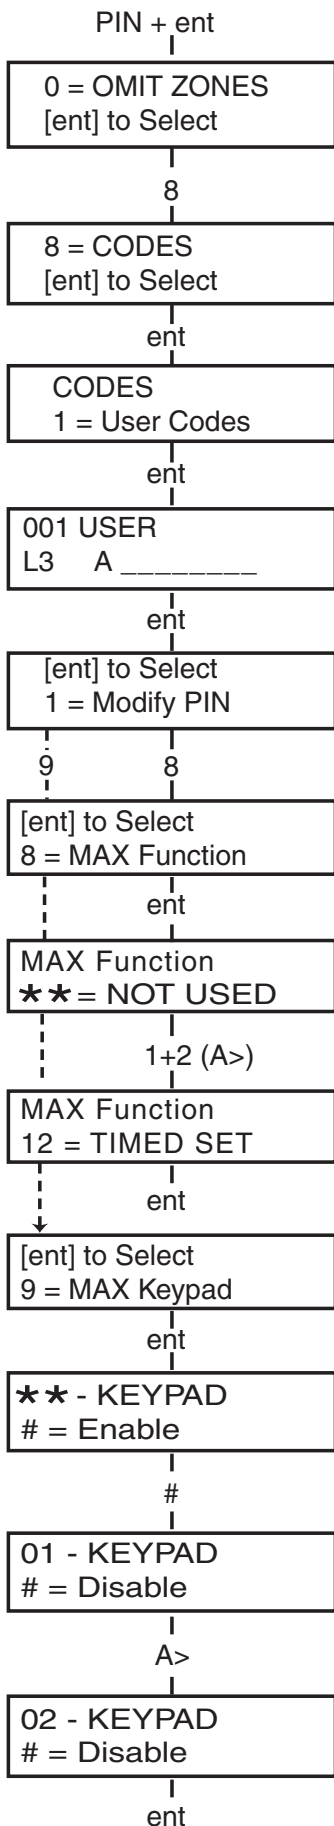 PIN + ent
0 = OMIT ZONES
[ent] to Select
8
8 = CODES
[ent] to Select
ent
CODES
1 = User Codes
ent
001 USER
L3 A ________
ent
[ent] to Select
1 = Modify PIN
9 8
[ent] to Select
8 = MAX Function
ent
MAX Function
** = NOT USED
1+2 (A>)
MAX Function
12 = TIMED SET
ent
[ent] to Select
9 = MAX Keypad
ent
** - KEYPAD
# = Enable
#
01 - KEYPAD
# = Disable
A>
02 - KEYPAD
# = Disable
ent